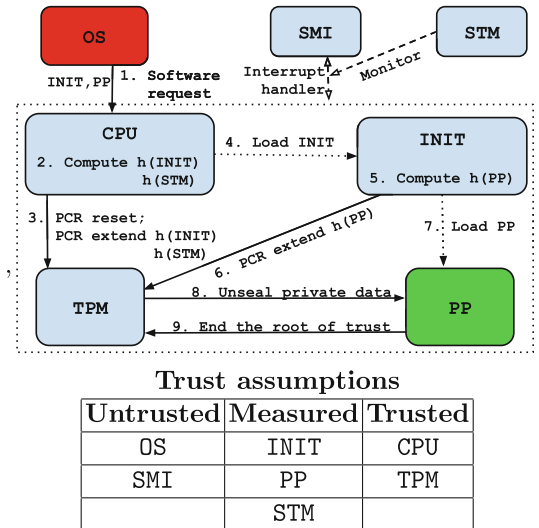 OS
SMI
STM
INIT,PP
1. Software
request
Interrupt
handler
Monitor
CPU
2. Compute h(INIT)
h(STM)
4. Load INIT
INIT
5. Compute h(PP)
3. PCR reset;
PCR extend h(INIT)
h(STM)
6. PCR extend h(PP)
7. Load PP
,
TPM
8. Unseal private data
9. End the root of trust
PP
Trust assumptions
Untrusted Measured Trusted
OS INIT CPU
SMI PP TPM
STM